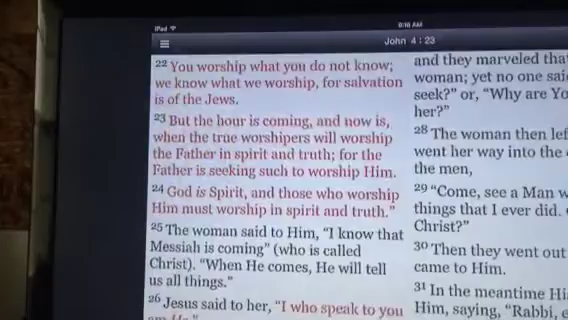 iPad
9:16 AM
John 4:23
22 You worship what you do not know;
we know what we worship, for salvation
is of the Jews.
23 But the hour is coming, and now is,
when the true worshipers will worship
the Father in spirit and truth; for the
Father is seeking such to worship Him.
24 God is Spirit, and those who worship
Him must worship in spirit and truth.”
25 The woman said to Him, “I know that
Messiah is coming” (who is called
Christ). “When He comes, He will tell
us all things.”
26 Jesus said to her, “I who speak to you
am He.”
and they marveled tha
woman; yet no one sai
seek?” or, “Why are Yo
her?”
28 The woman then lef
went her way into the
the men,
29 “Come, see a Man w
things that I ever did.
Christ?”
30 Then they went out
came to Him.
31 In the meantime Hi
Him, saying, “Rabbi, e